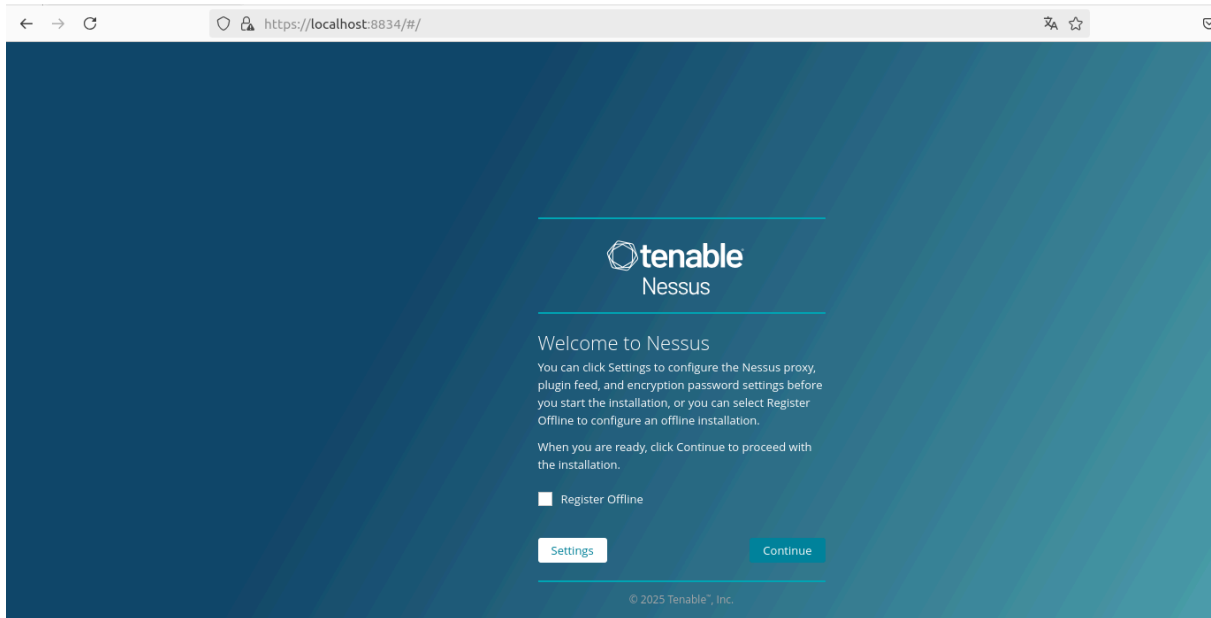 https://localhost:8834/#/
tenable
Nessus
Welcome to Nessus
You can click Settings to configure the Nessus proxy,
plugin feed, and encryption password settings before
you start the installation, or you can select Register
Offline to configure an offline installation.
When you are ready, click Continue to proceed with
the installation.
Register Offline
Settings
Continue
© 2025 Tenable™, Inc.